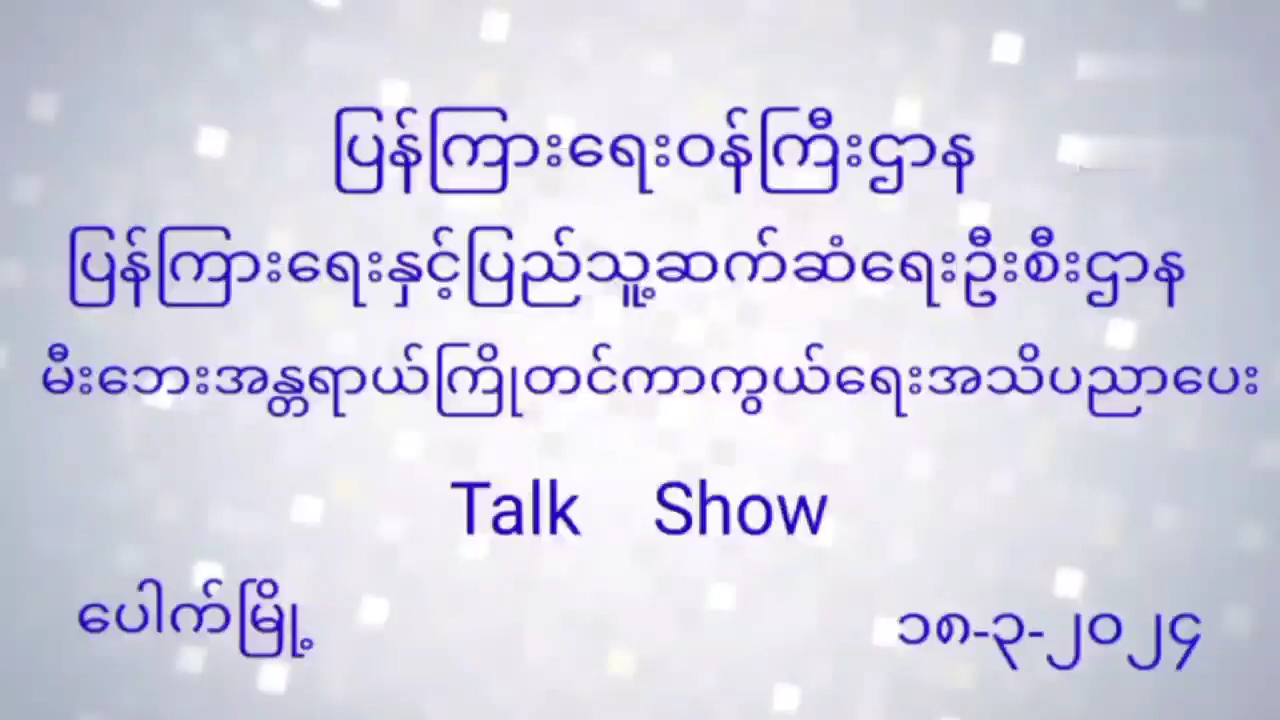 ပြန်ကြားရေးဝန်ကြီးဌာန
ပြန်ကြားရေးနှင့်ပြည်သူ့ဆက်ဆံရေးဦးစီးဌာန
မီးဘေးအန္တရာယ်ကြိုတင်ကာကွယ်ရေးအသိပညာပေး
Talk Show
ပေါက်မြို့
၁၈-၃-၂၀၂၄